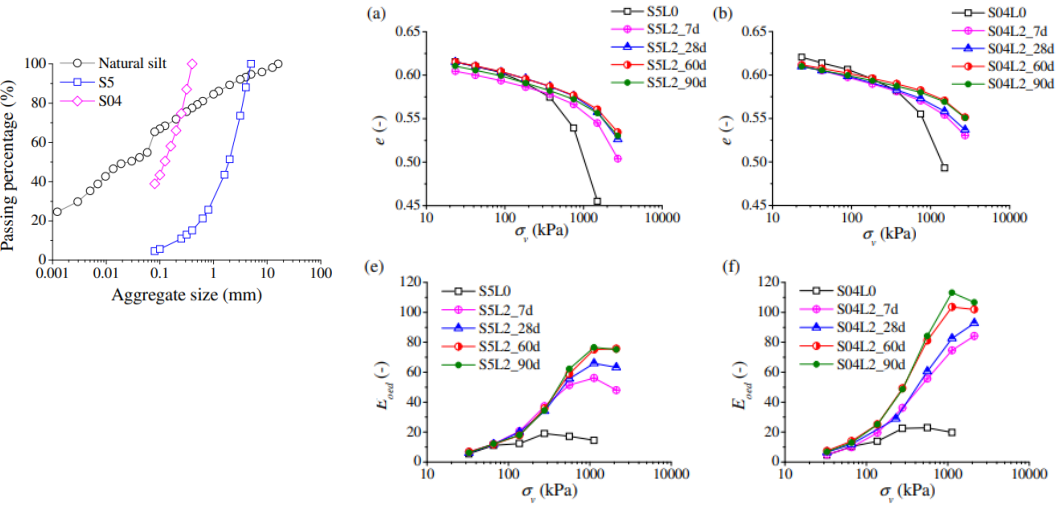 Passing percentage (%)
100
80
60
40
20
0
Natural silt
S5
S04
0.001
0.01
0.1
1
10
100
Aggregate size (mm)
(a)
S5L0
S5L2_7d
S5L2_28d
S5L2_60d
S5L2_90d
e (-)
0.65
0.60
0.55
0.50
0.45
10
100
1000
10000
σv (kPa)
(b)
S04L0
S04L2_7d
S04L2_28d
S04L2_60d
S04L2_90d
e (-)
0.65
0.60
0.55
0.50
0.45
10
100
1000
10000
σv (kPa)
(e)
S5L0
S5L2_7d
S5L2_28d
S5L2_60d
S5L2_90d
Eoed (-)
120
100
80
60
40
20
0
10
100
1000
10000
σv (kPa)
(f)
S04L0
S04L2_7d
S04L2_28d
S04L2_60d
S04L2_90d
Eoed (-)
120
100
80
60
40
20
0
10
100
1000
10000
σv (kPa)